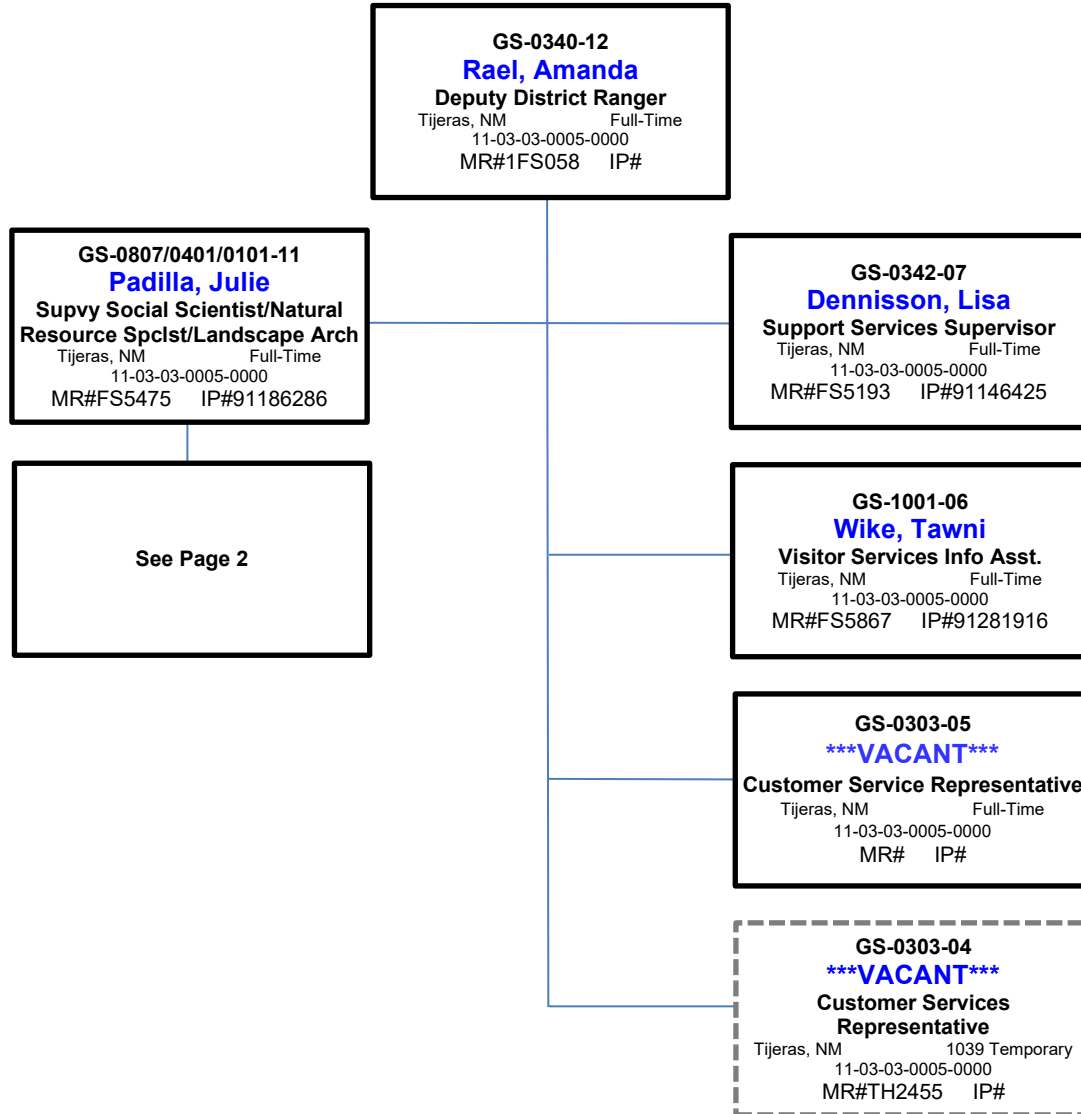 GS-0340-12
Rael, Amanda
Deputy District Ranger
Tijeras, NM Full-Time
11-03-03-0005-0000
MR#1FS058 IP#
GS-0807/0401/0101-11
Padilla, Julie
Supvy Social Scientist/Natural
Resource Spclst/Landscape Arch
Tijeras, NM Full-Time
11-03-03-0005-0000
MR#FS5475 IP#91186286
See Page 2
GS-0342-07
Dennisson, Lisa
Support Services Supervisor
Tijeras, NM Full-Time
11-03-03-0005-0000
MR#FS5193 IP#91146425
GS-1001-06
Wike, Tawni
Visitor Services Info Asst.
Tijeras, NM Full-Time
11-03-03-0005-0000
MR#FS5867 IP#91281916
GS-0303-05
***VACANT***
Customer Service Representative
Tijeras, NM Full-Time
11-03-03-0005-0000
MR# IP#
GS-0303-04
***VACANT***
Customer Services
Representative
Tijeras, NM 1039 Temporary
11-03-03-0005-0000
MR#TH2455 IP#